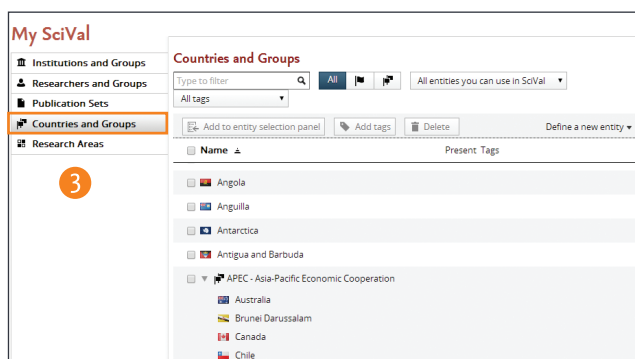 My SciVal
Institutions and Groups
Researchers and Groups
Publication Sets
Countries and Groups
Research Areas
3
Countries and Groups
Type to filter
All
All entities you can use in SciVal
All tags
Add to entity selection panel
Add tags
Delete
Define a new entity
Name
Present Tags
Angola
Anguilla
Antarctica
Antigua and Barbuda
APEC - Asia-Pacific Economic Cooperation
Australia
Brunei Darussalam
Canada
Chile